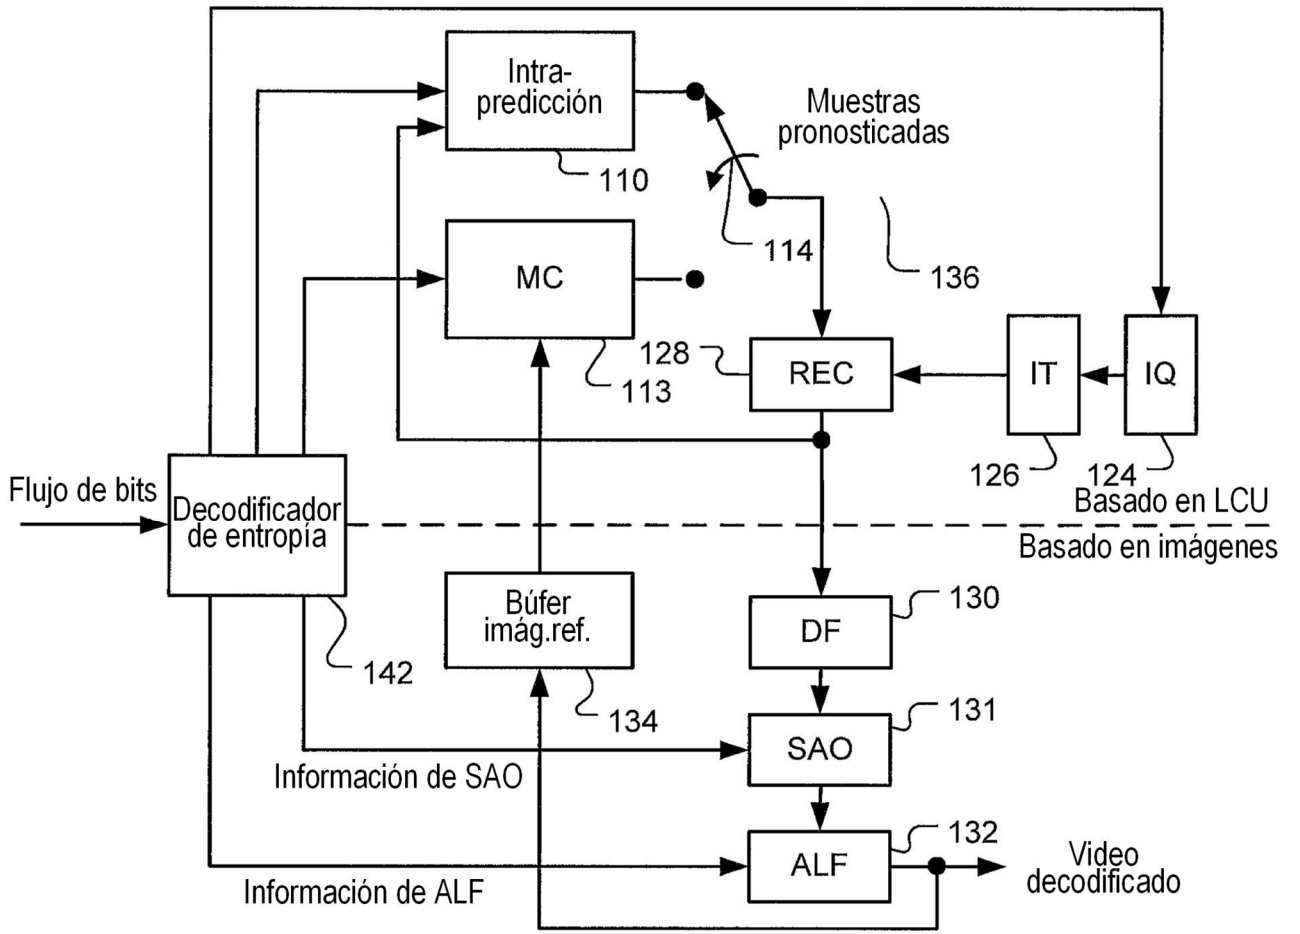 Intra-
predicción
110
Muestras
pronosticadas
114
136
MC
113
128
REC
IT
IQ
126
124
Basado en LCU
Flujo de bits
Decodificador
de entropía
142
Basado en imágenes
Búfer
imág.ref.
134
DF
130
SAO
131
Información de SAO
ALF
132
Información de ALF
Video
decodificado